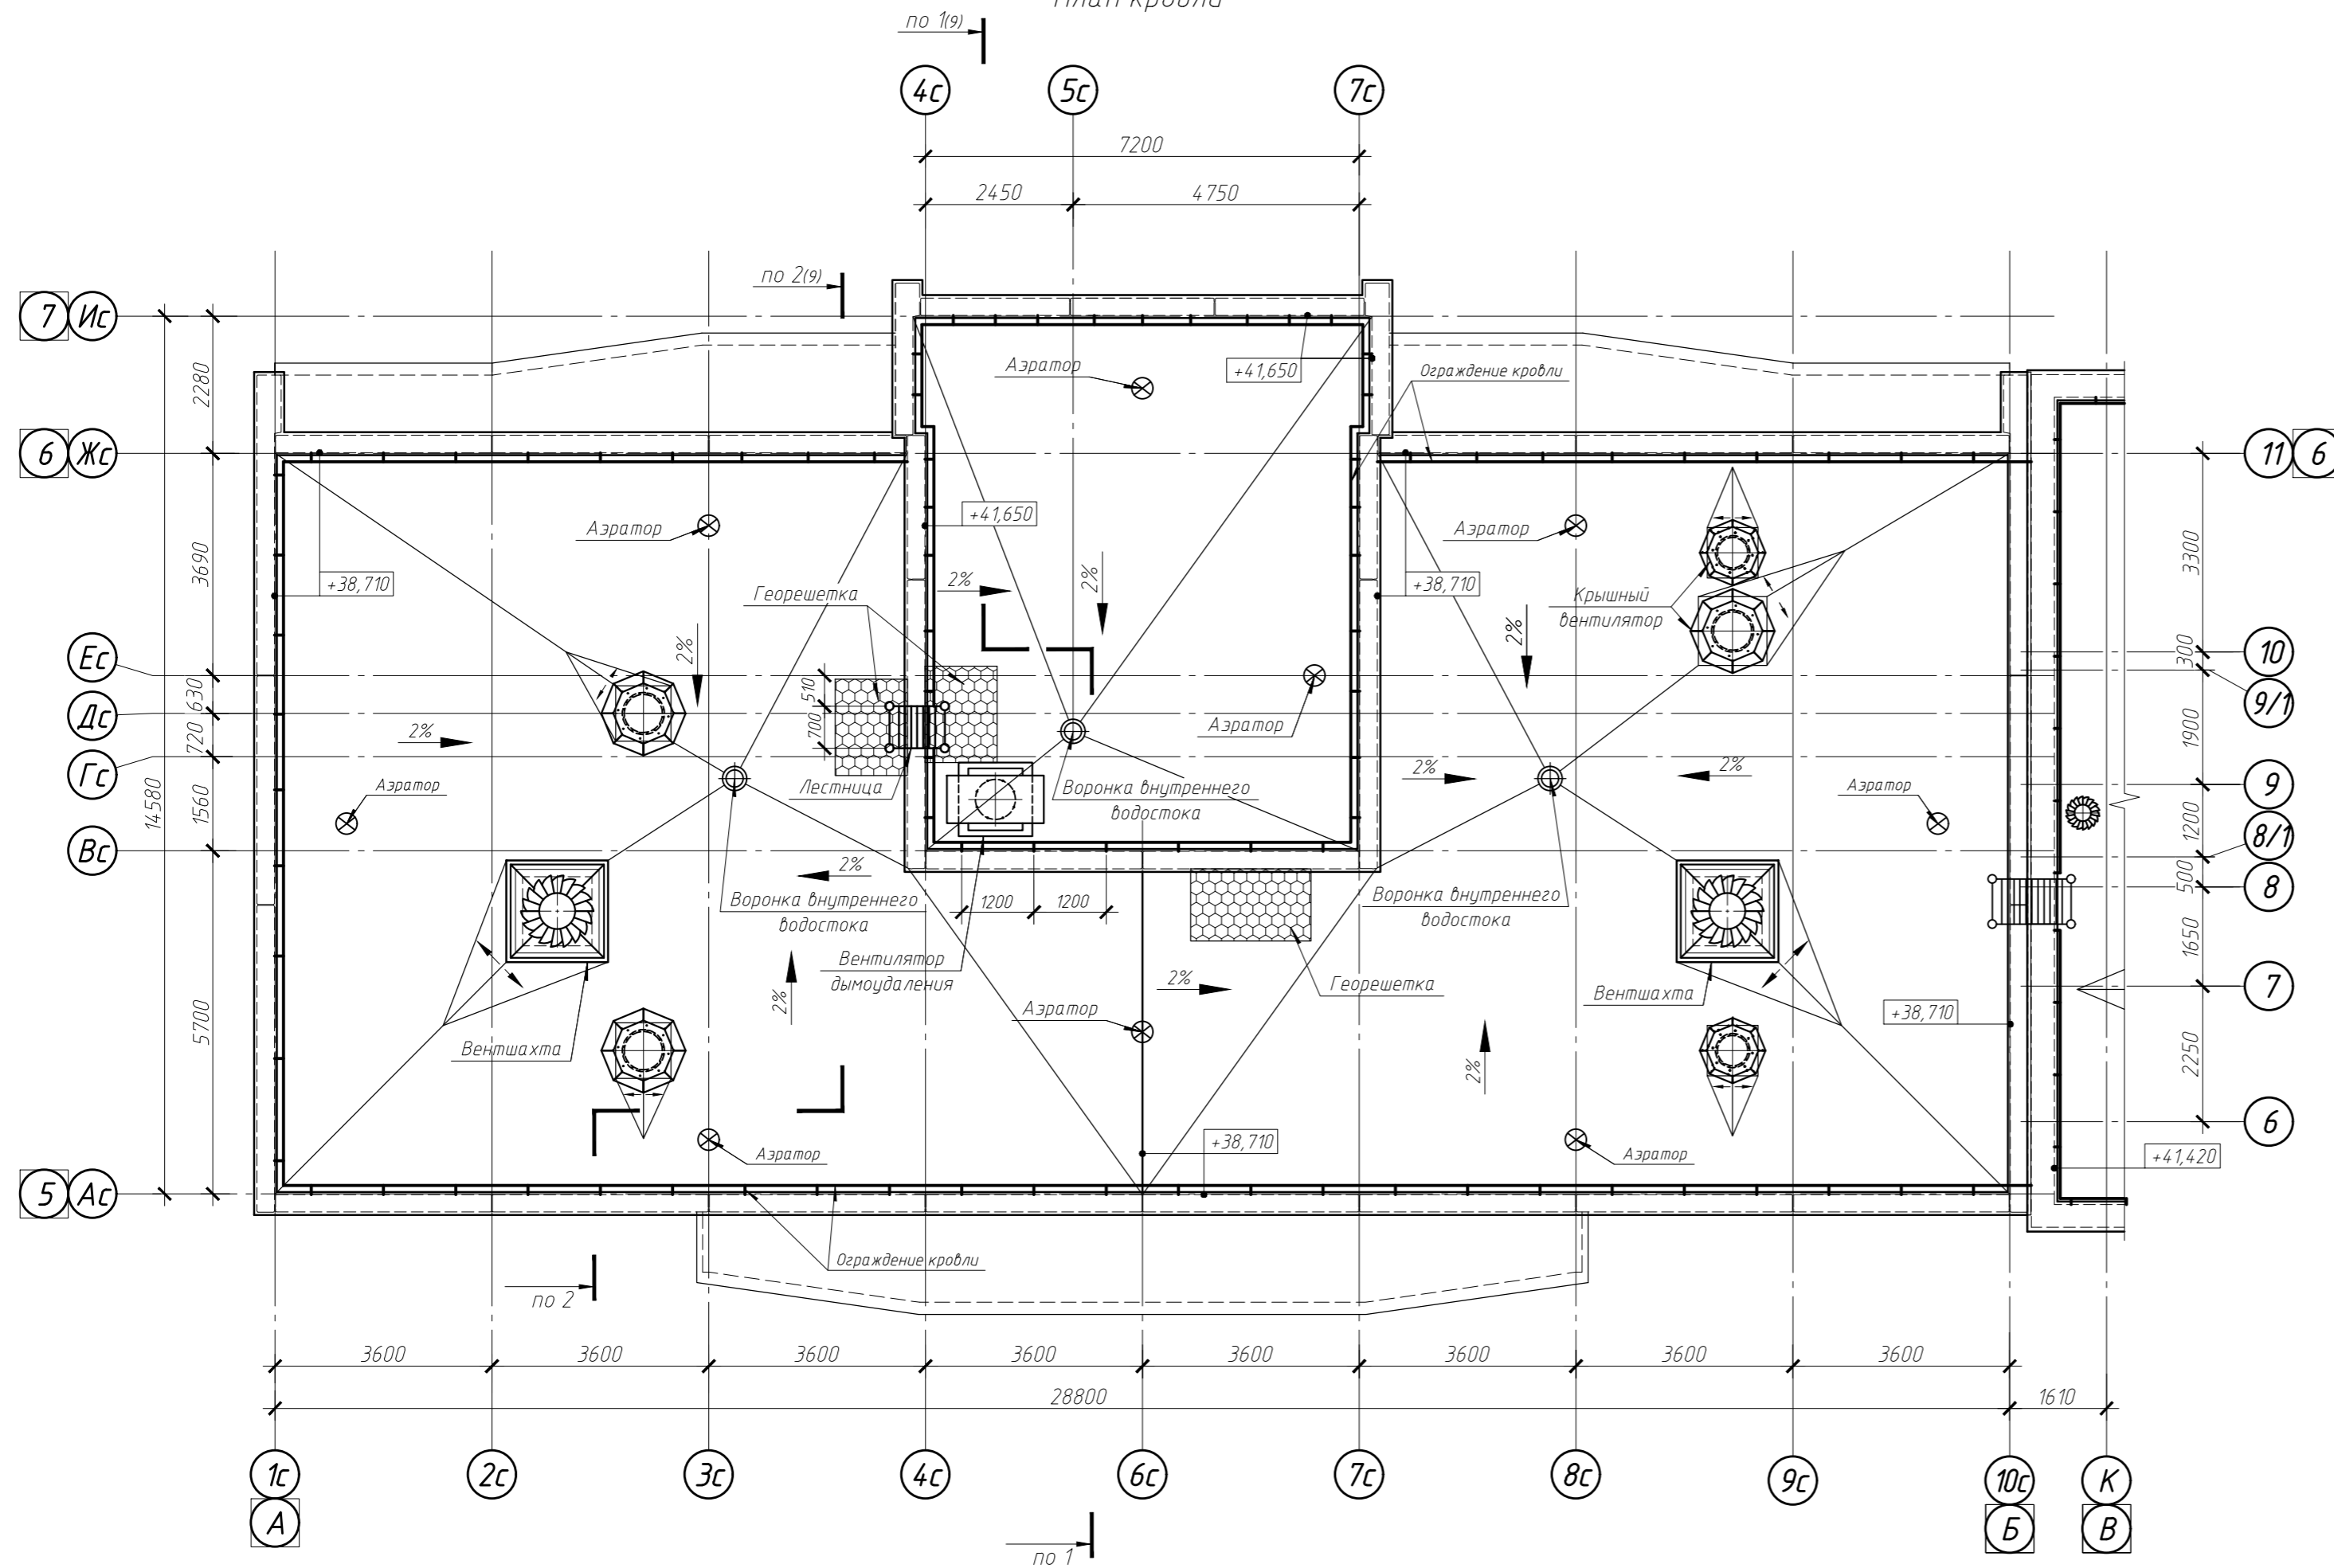 План кровли
по 1(9)
4с
5с
7с
7200
2450
4750
по 2(9)
7
Ис
2280
Аэратор
+41,650
Ограждение кровли
6
Жс
11
6
3690
Аэратор
+41,650
Аэратор
3300
+38,710
Георешетка
2%
2%
+38,710
Крышный
вентилятор
2%
2%
Ес
630
510
10
300
9/1
Дс
720
700
2%
Аэратор
1900
Гс
2%
2%
9
Аэратор
Лестница
Воронка внутреннего
водостока
Аэратор
14580
1560
1200
8/1
Вс
2%
500
8
Воронка внутреннего
водостока
1200
1200
Воронка внутреннего
водостока
1650
Вентилятор
дымоудаления
2%
2%
Георешетка
Вентшахта
7
5700
Аэратор
+38,710
Вентшахта
2%
2250
6
Аэратор
+38,710
Аэратор
+41,420
5
Ас
Ограждение кровли
по 2
3600
3600
3600
3600
3600
3600
3600
3600
28800
1610
1с
2с
3с
4с
6с
7с
8с
9с
10с
К
А
Б
В
по 1